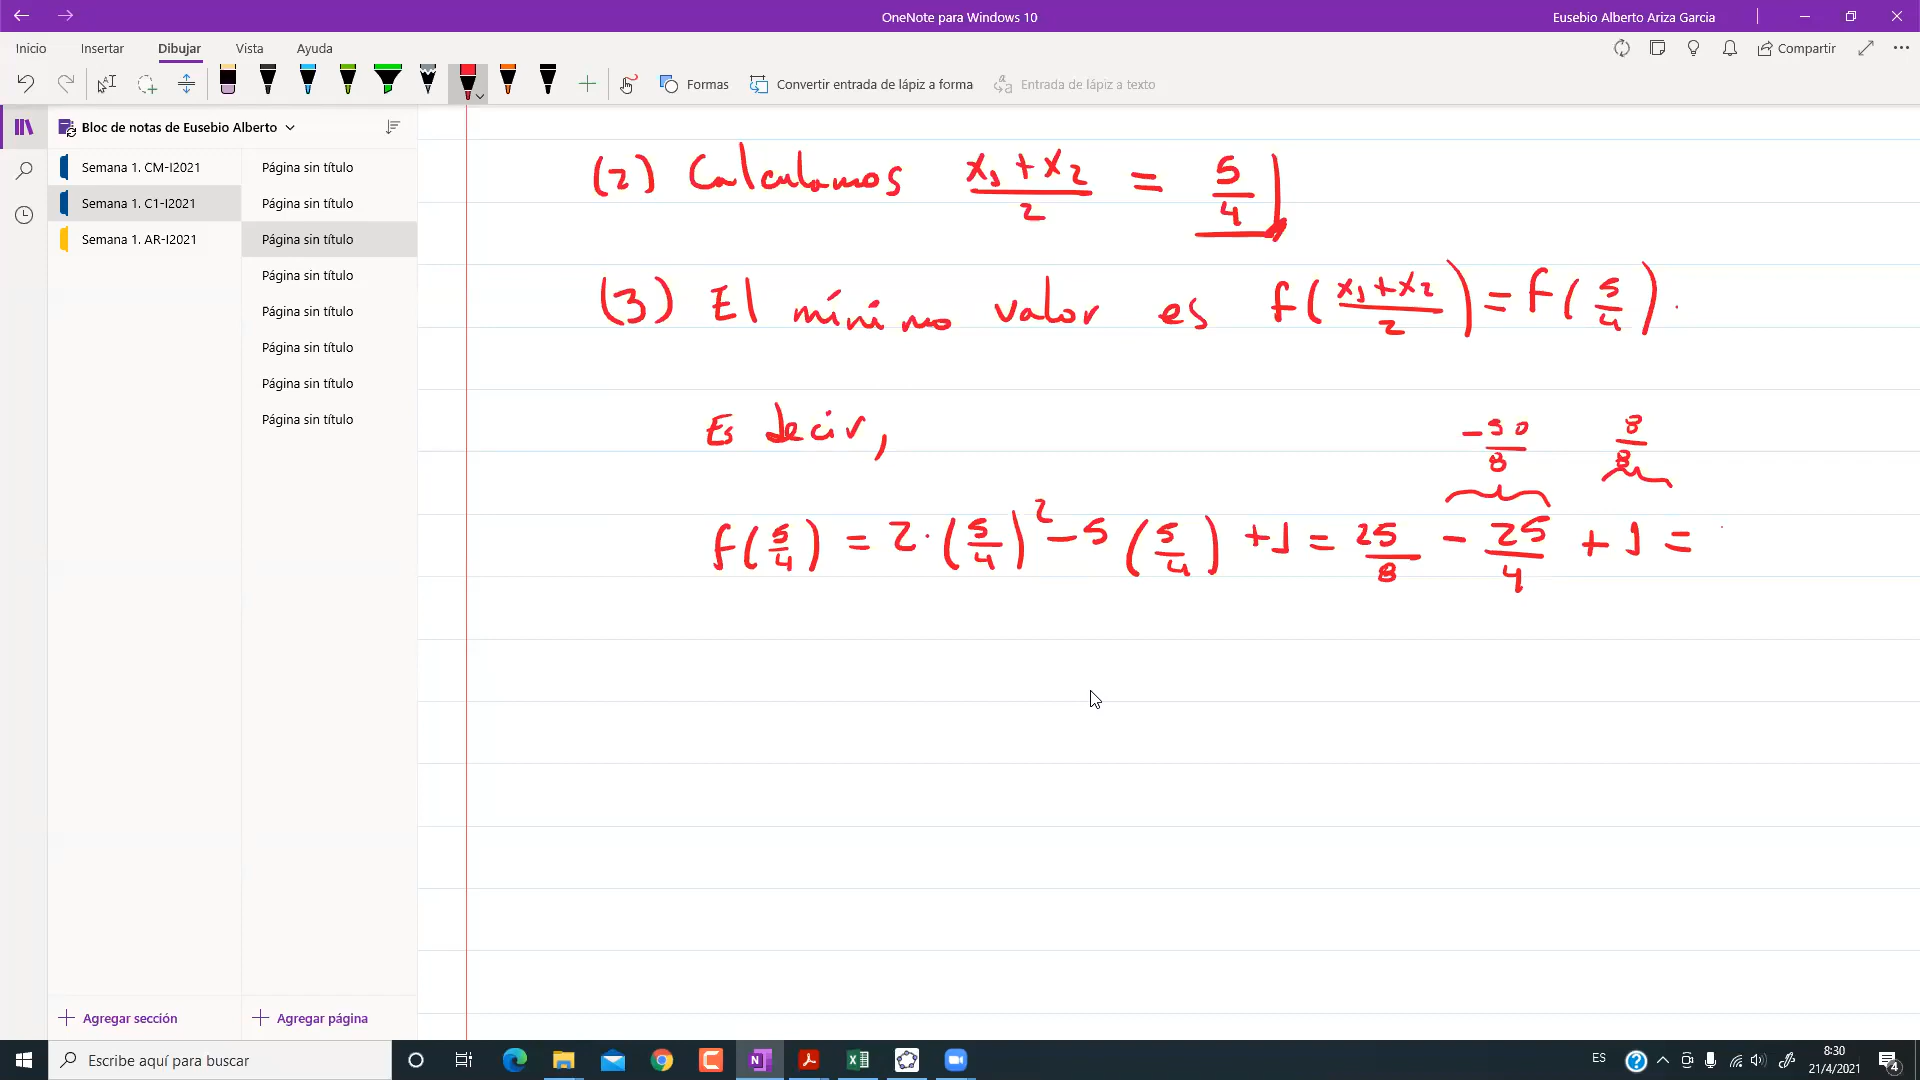 OneNote para Windows 10
Eusebio Alberto Ariza Garcia
Inicio Insertar Dibujar Vista Ayuda
Compartir
Formas
Convertir entrada de lápiz a forma
Entrada de lápiz a texto
Bloc de notas de Eusebio Alberto
Semana 1. CM-I2021
Semana 1. C1-I2021
Semana 1. AR-I2021
Página sin título
Página sin título
Página sin título
Página sin título
Página sin título
Página sin título
Página sin título
Página sin título
(2) Calculamos (x1 + x2)/2 = 5/4
(3) El mínimo valor es f((x1+x2)/2) = f(5/4).
Es decir,
-50/8 8/8
f(5/4) = 2·(5/4)² - 5(5/4) + 1 = 25/8 - 25/4 + 1 =
Agregar sección
Agregar página
Escribe aquí para buscar
ES
8:30
21/4/2021
4